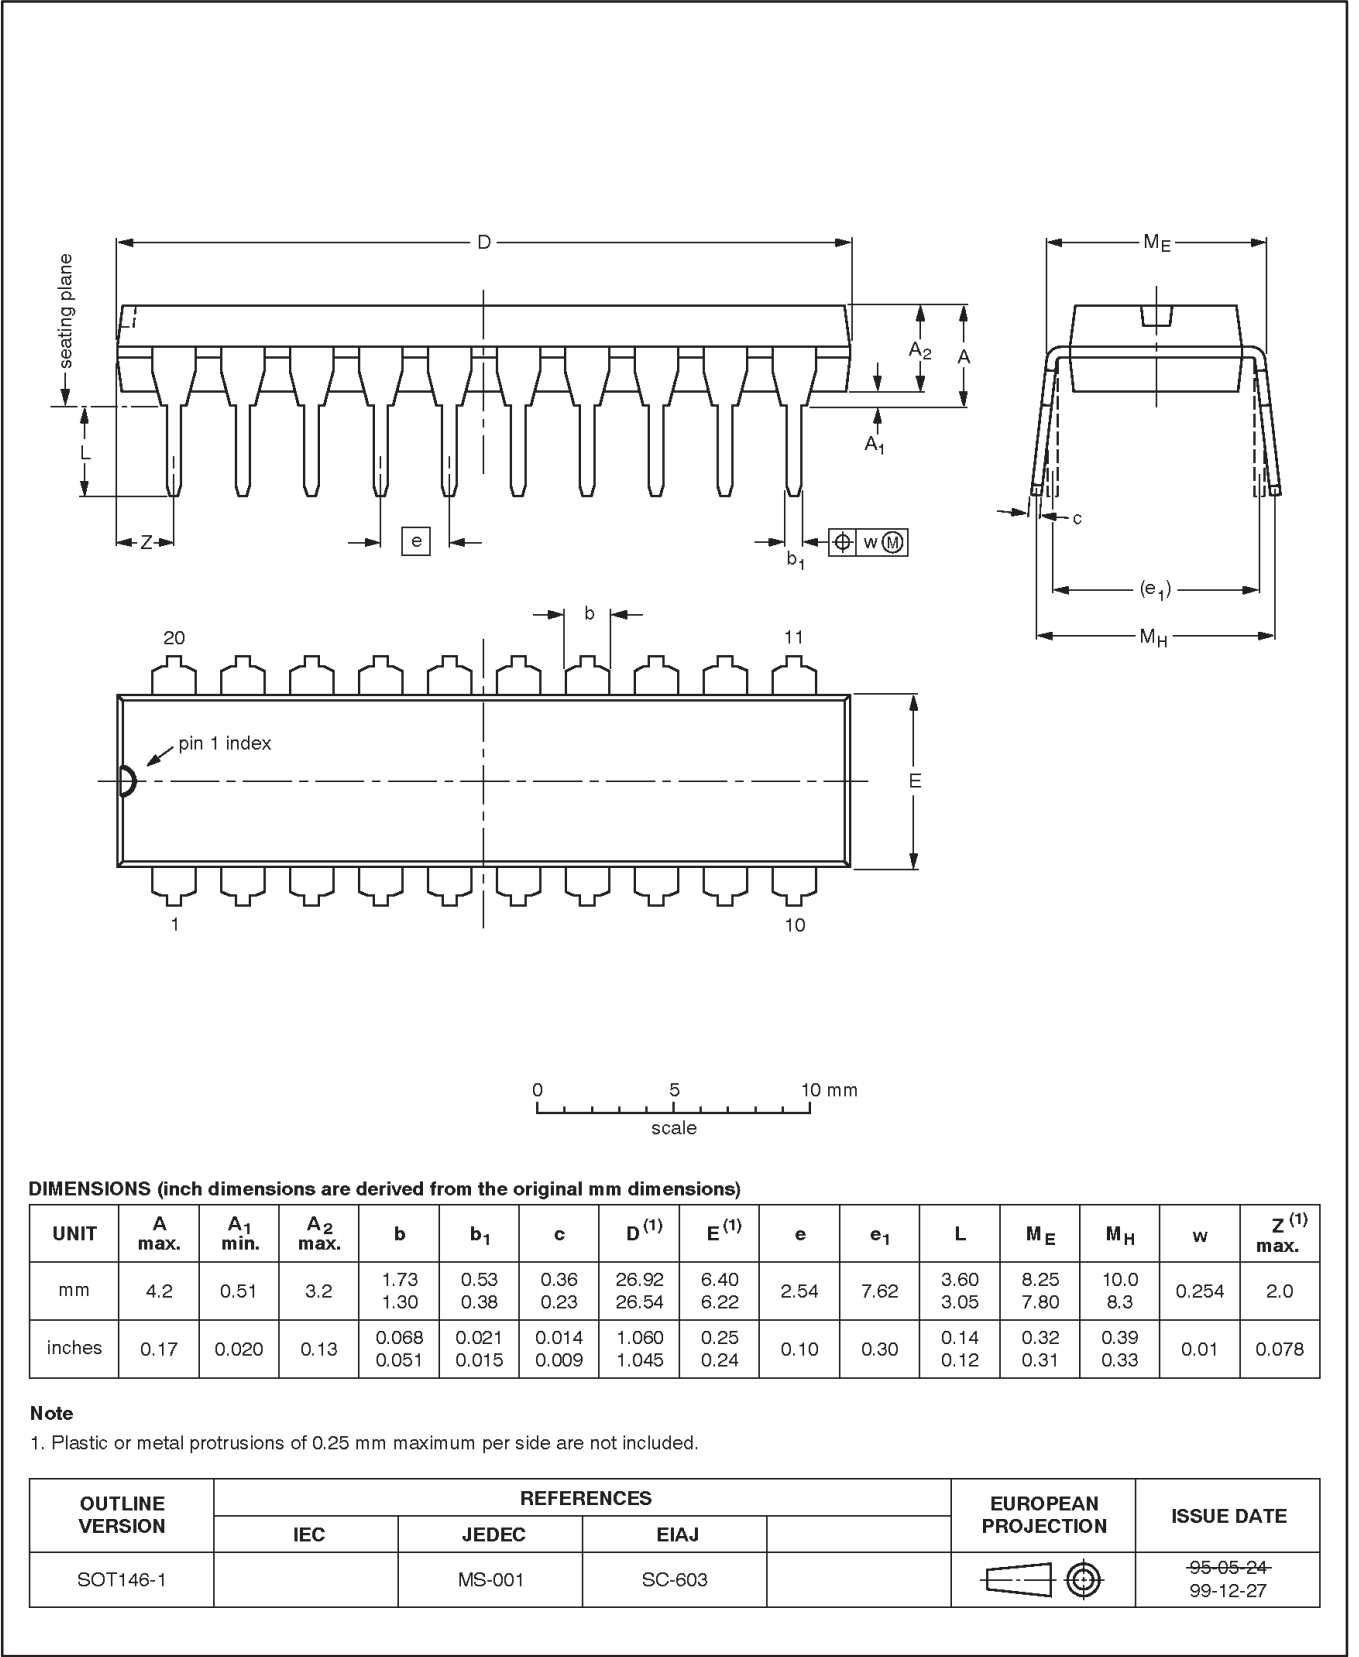 D
ME
seating plane
A2
A
A1
L
Z
e
b1
w M
c
(e1)
MH
b
20
11
pin 1 index
E
1
10
0 5 10 mm
scale
DIMENSIONS (inch dimensions are derived from the original mm dimensions)
UNIT A max. A1 min. A2 max. b b1 c D(1) E(1) e e1 L ME MH w Z(1) max.
mm 4.2 0.51 3.2 1.73 1.30 0.53 0.38 0.36 0.23 26.92 26.54 6.40 6.22 2.54 7.62 3.60 3.05 8.25 7.80 10.0 8.3 0.254 2.0
inches 0.17 0.020 0.13 0.068 0.051 0.021 0.015 0.014 0.009 1.060 1.045 0.25 0.24 0.10 0.30 0.14 0.12 0.32 0.31 0.39 0.33 0.01 0.078
Note
1. Plastic or metal protrusions of 0.25 mm maximum per side are not included.
OUTLINE VERSION REFERENCES EUROPEAN PROJECTION ISSUE DATE
IEC JEDEC EIAJ
SOT146-1 MS-001 SC-603 95-05-24
99-12-27